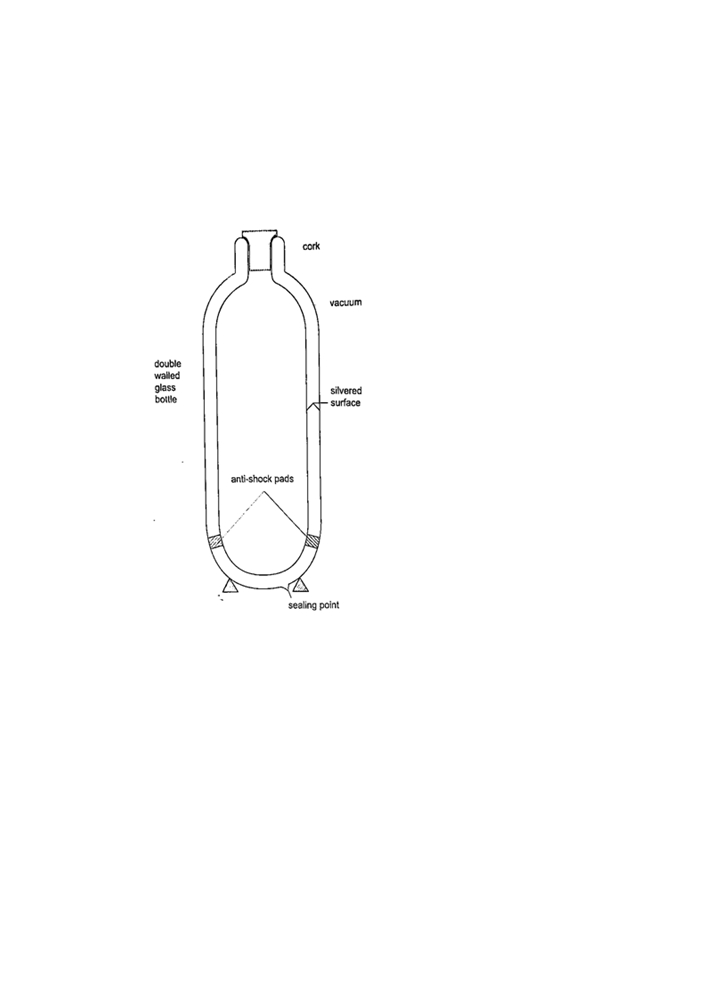 cork
vacuum
double
walled
glass
bottle
silvered
surface
anti-shock pads
sealing point